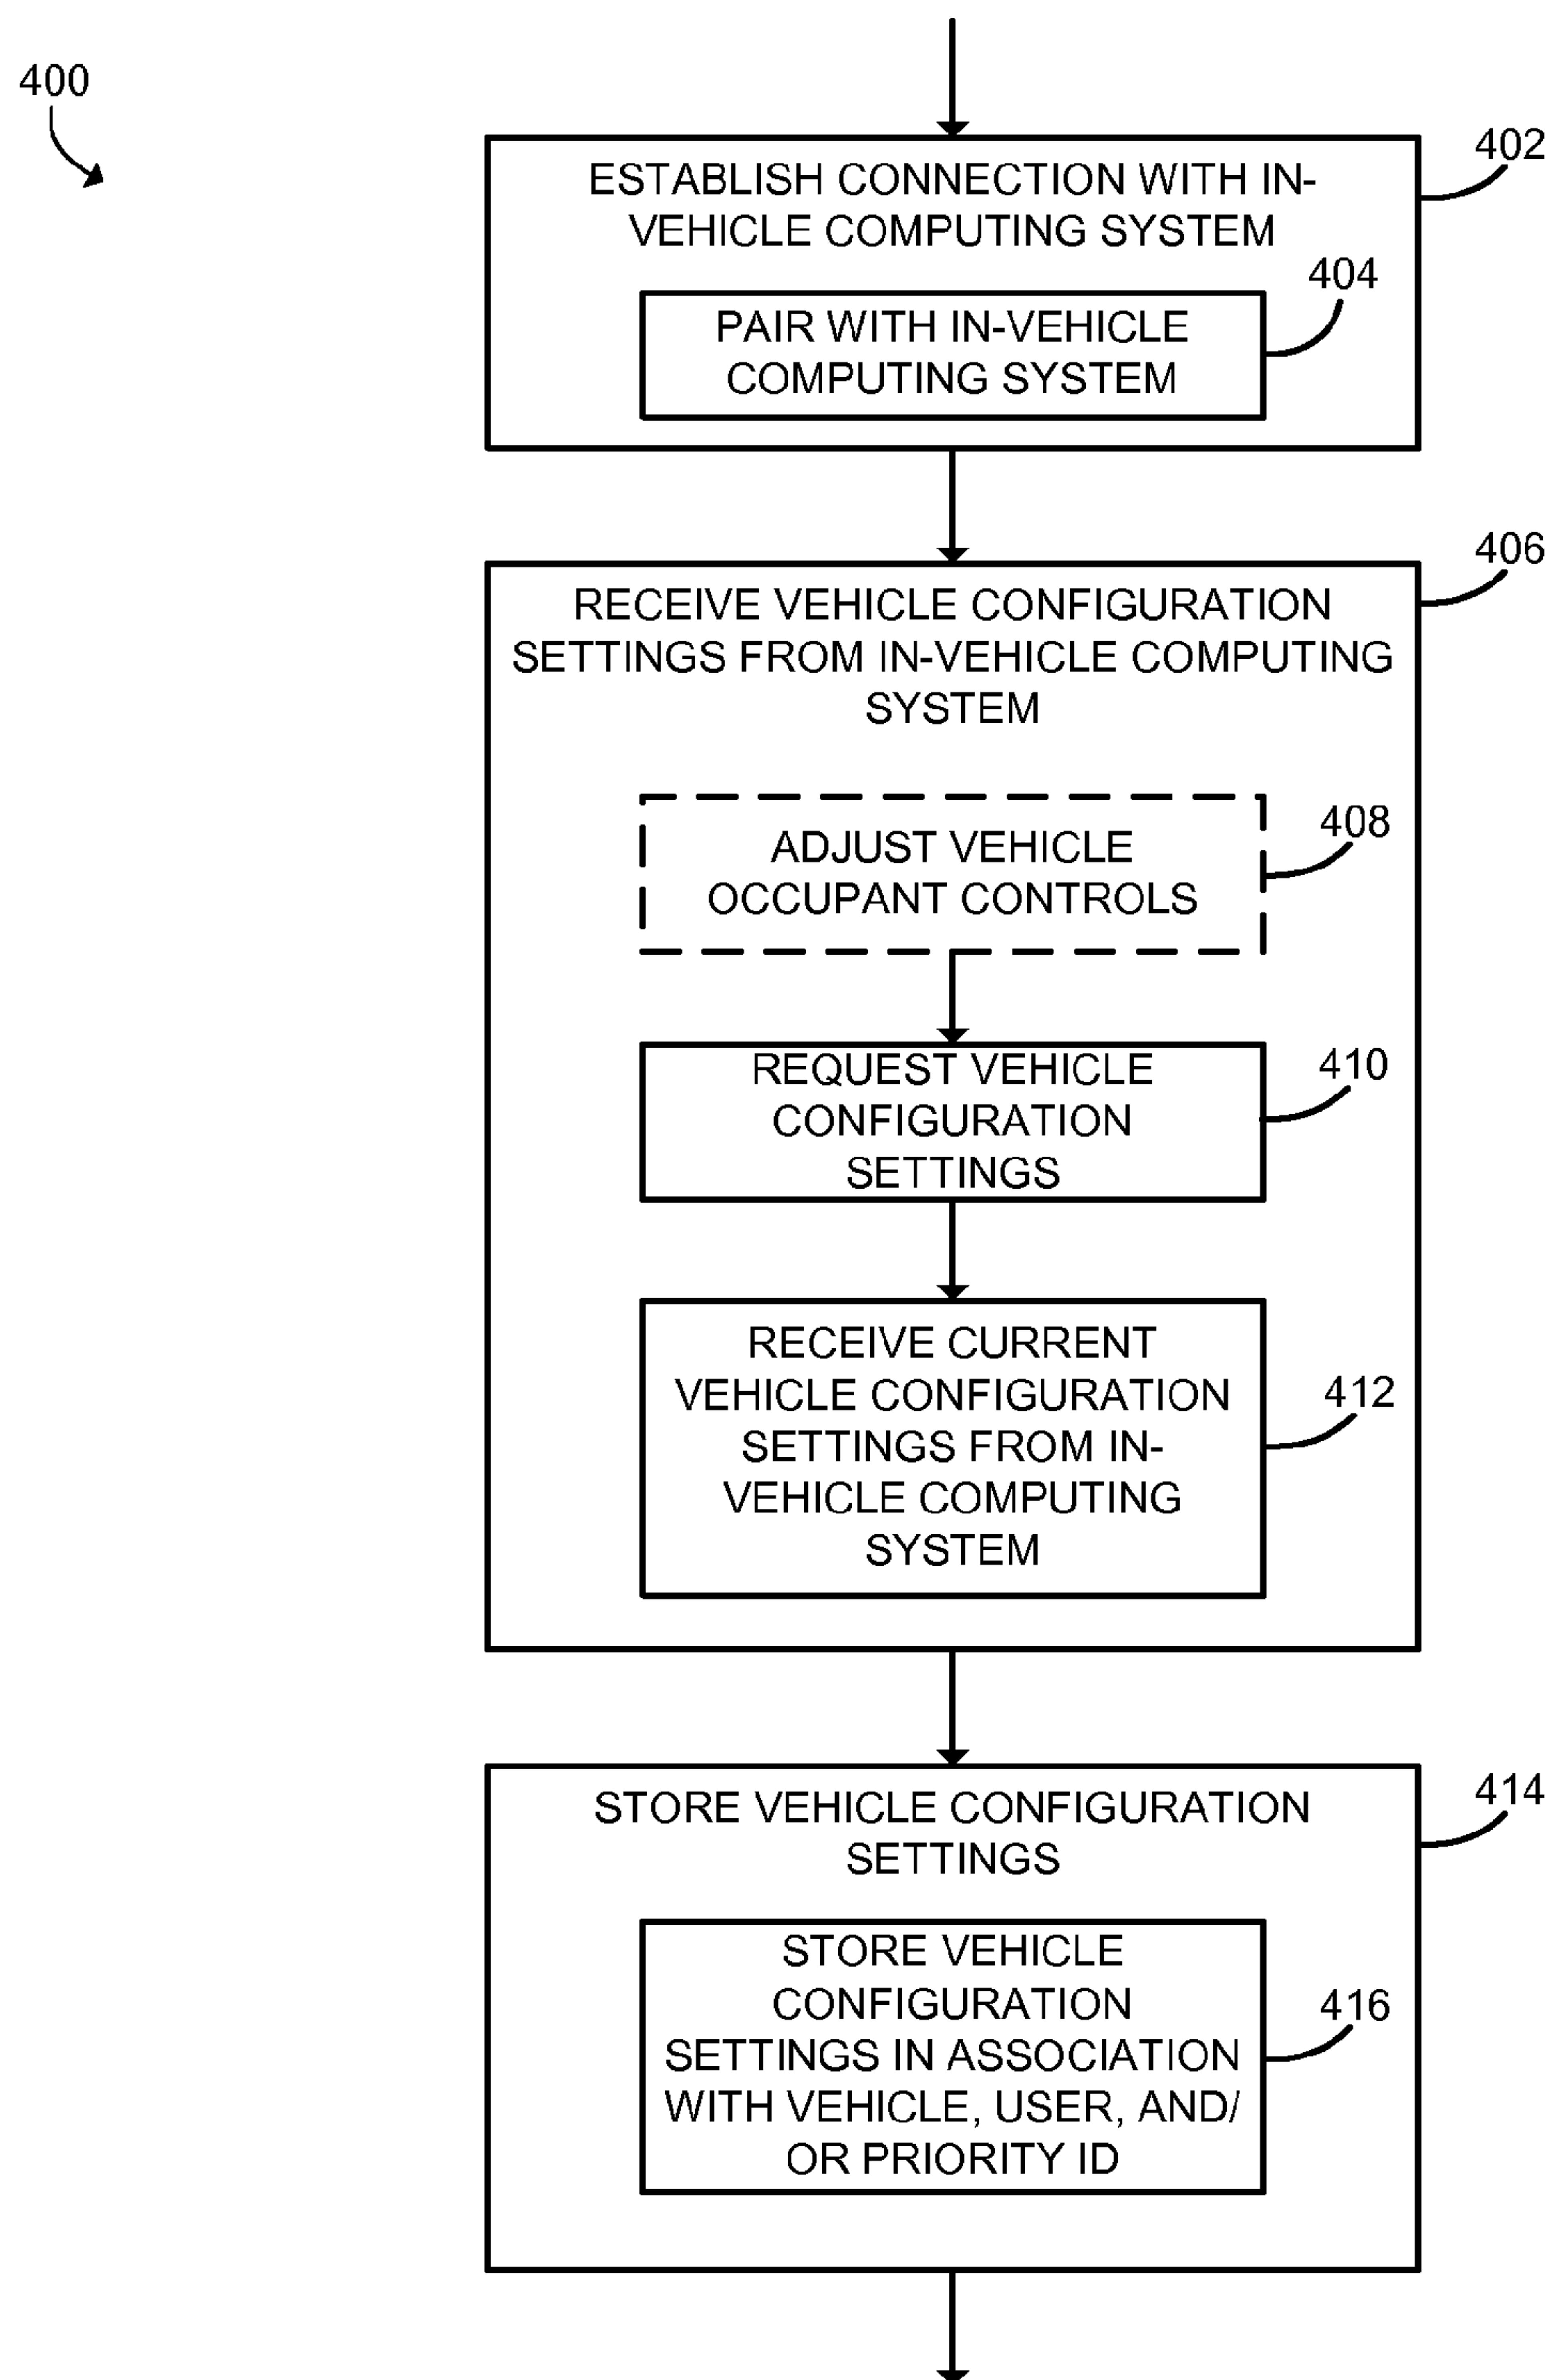 400
402
ESTABLISH CONNECTION WITH IN-
VEHICLE COMPUTING SYSTEM
404
PAIR WITH IN-VEHICLE
COMPUTING SYSTEM
406
RECEIVE VEHICLE CONFIGURATION
SETTINGS FROM IN-VEHICLE COMPUTING
SYSTEM
408
ADJUST VEHICLE
OCCUPANT CONTROLS
410
REQUEST VEHICLE
CONFIGURATION
SETTINGS
412
RECEIVE CURRENT
VEHICLE CONFIGURATION
SETTINGS FROM IN-
VEHICLE COMPUTING
SYSTEM
414
STORE VEHICLE CONFIGURATION
SETTINGS
416
STORE VEHICLE
CONFIGURATION
SETTINGS IN ASSOCIATION
WITH VEHICLE, USER, AND/
OR PRIORITY ID